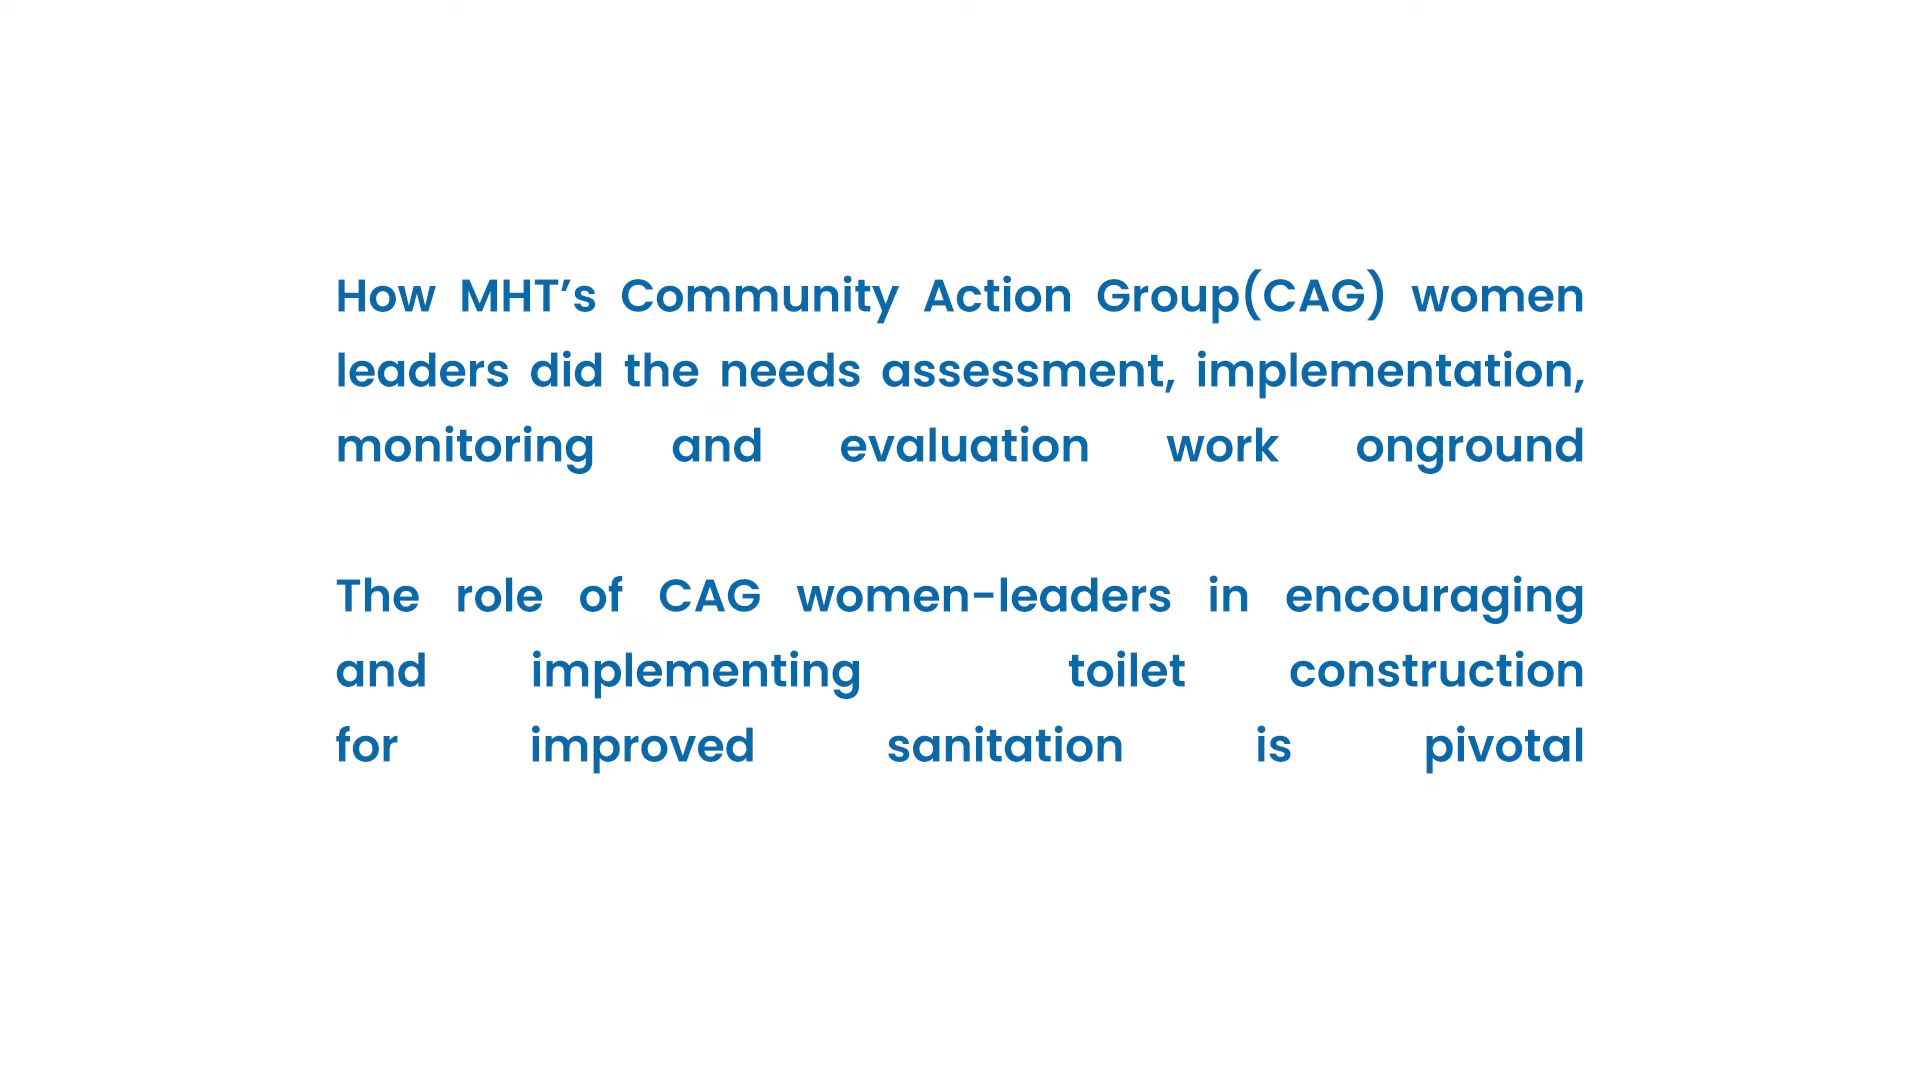 How MHT’s Community Action Group(CAG) women
leaders did the needs assessment, implementation,
monitoring and evaluation work onground
The role of CAG women-leaders in encouraging
and implementing toilet construction
for improved sanitation is pivotal